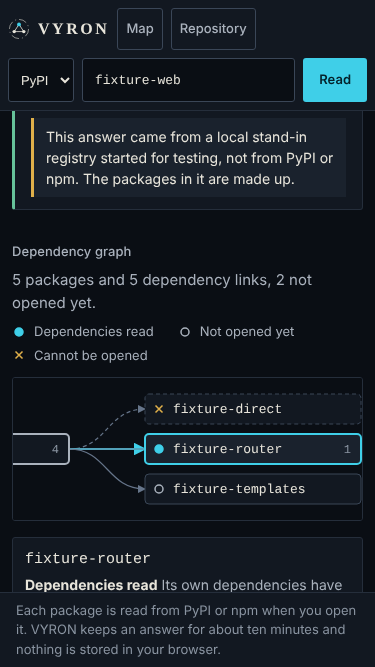 VYRON
Map
Repository
PyPI
fixture-web
Read
This answer came from a local stand-in
registry started for testing, not from PyPI or
npm. The packages in it are made up.
Dependency graph
5 packages and 5 dependency links, 2 not
opened yet.
Dependencies read
Not opened yet
Cannot be opened
fixture-direct
4
fixture-router
1
fixture-templates
fixture-router
Dependencies read Its own dependencies have
Each package is read from PyPI or npm when you open
it. VYRON keeps an answer for about ten minutes and
nothing is stored in your browser.